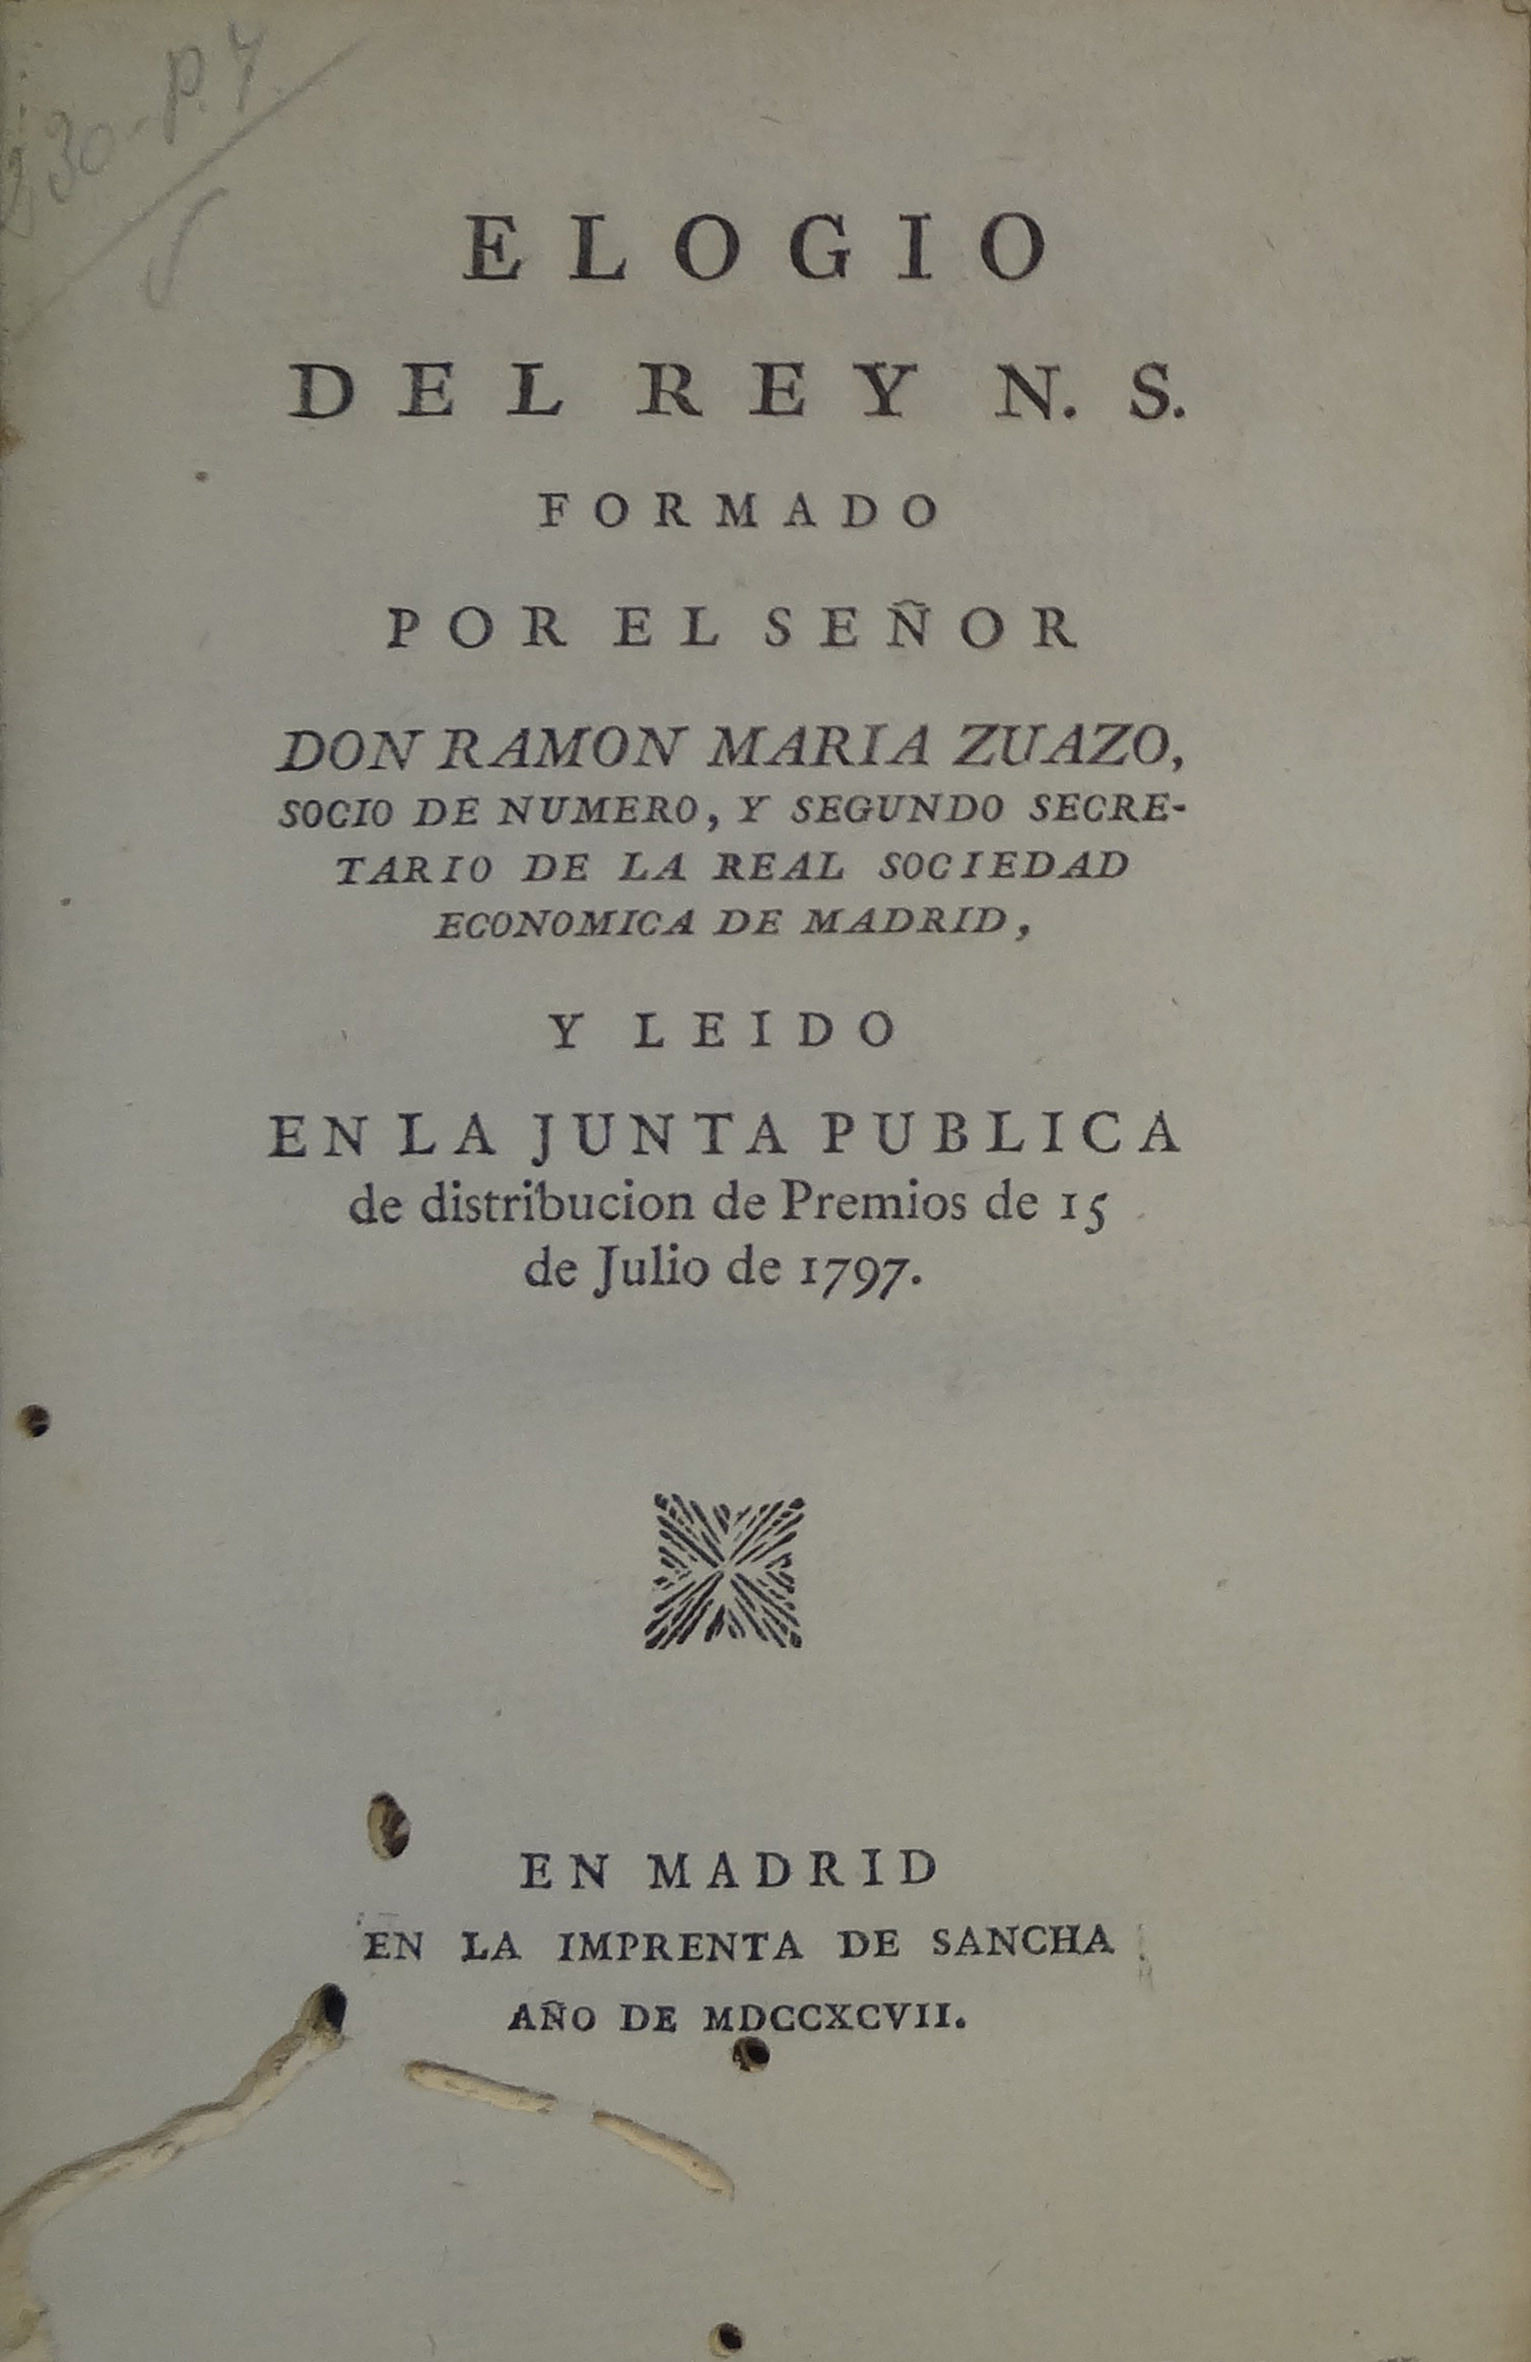 30-P.7
ELOGIO
DEL REY N. S.
FORMADO
POR EL SEÑOR
DON RAMON MARIA ZUAZO,
SOCIO DE NUMERO, Y SEGUNDO SECRE-
TARIO DE LA REAL SOCIEDAD
ECONOMICA DE MADRID,
Y LEIDO
EN LA JUNTA PUBLICA
de distribucion de Premios de 15
de Julio de 1797.
EN MADRID
EN LA IMPRENTA DE SANCHA
AÑO DE MDCCXCVII.